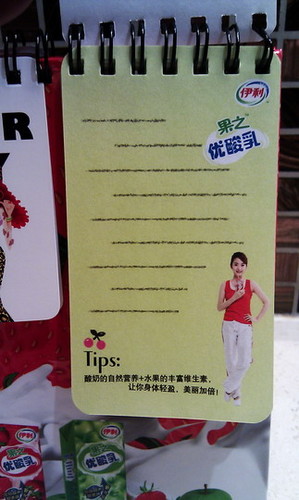 伊利
果之
优酸乳
R
Tips:
酸奶的自然营养+水果的丰富维生素,
让你身体轻盈,美丽加倍!
伊利
伊利
优酸乳
优酸乳